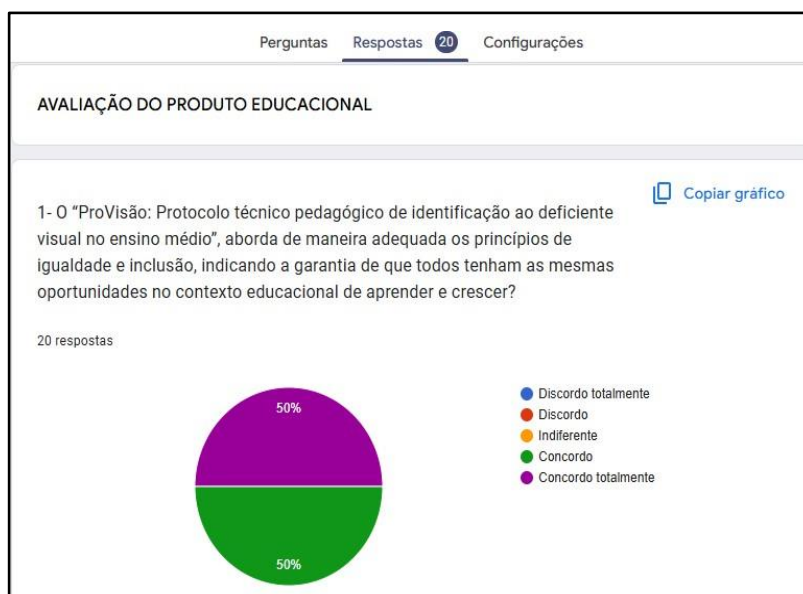 Perguntas Respostas 20 Configurações
AVALIAÇÃO DO PRODUTO EDUCACIONAL
Copiar gráfico
1- O “ProVisão: Protocolo técnico pedagógico de identificação ao deficiente
visual no ensino médio”, aborda de maneira adequada os princípios de
igualdade e inclusão, indicando a garantia de que todos tenham as mesmas
oportunidades no contexto educacional de aprender e crescer?
20 respostas
50%
50%
Discordo totalmente
Discordo
Indiferente
Concordo
Concordo totalmente